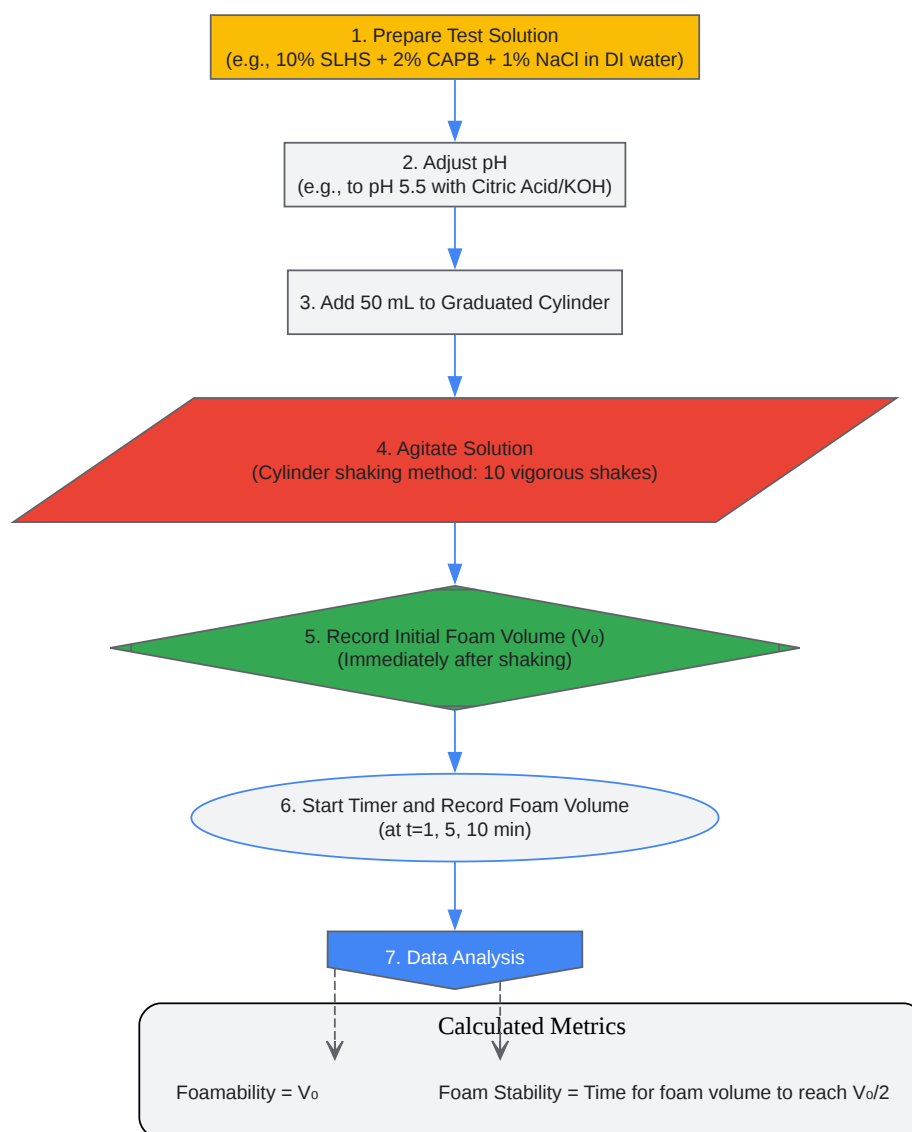 1. Prepare Test Solution
(e.g., 10% SLHS + 2% CAPB + 1% NaCl in DI water)
2. Adjust pH
(e.g., to pH 5.5 with Citric Acid/KOH)
3. Add 50 mL to Graduated Cylinder
4. Agitate Solution
(Cylinder shaking method: 10 vigorous shakes)
5. Record Initial Foam Volume (V₀)
(Immediately after shaking)
6. Start Timer and Record Foam Volume
(at t=1, 5, 10 min)
7. Data Analysis
Calculated Metrics
Foamability = V₀
Foam Stability = Time for foam volume to reach V₀/2